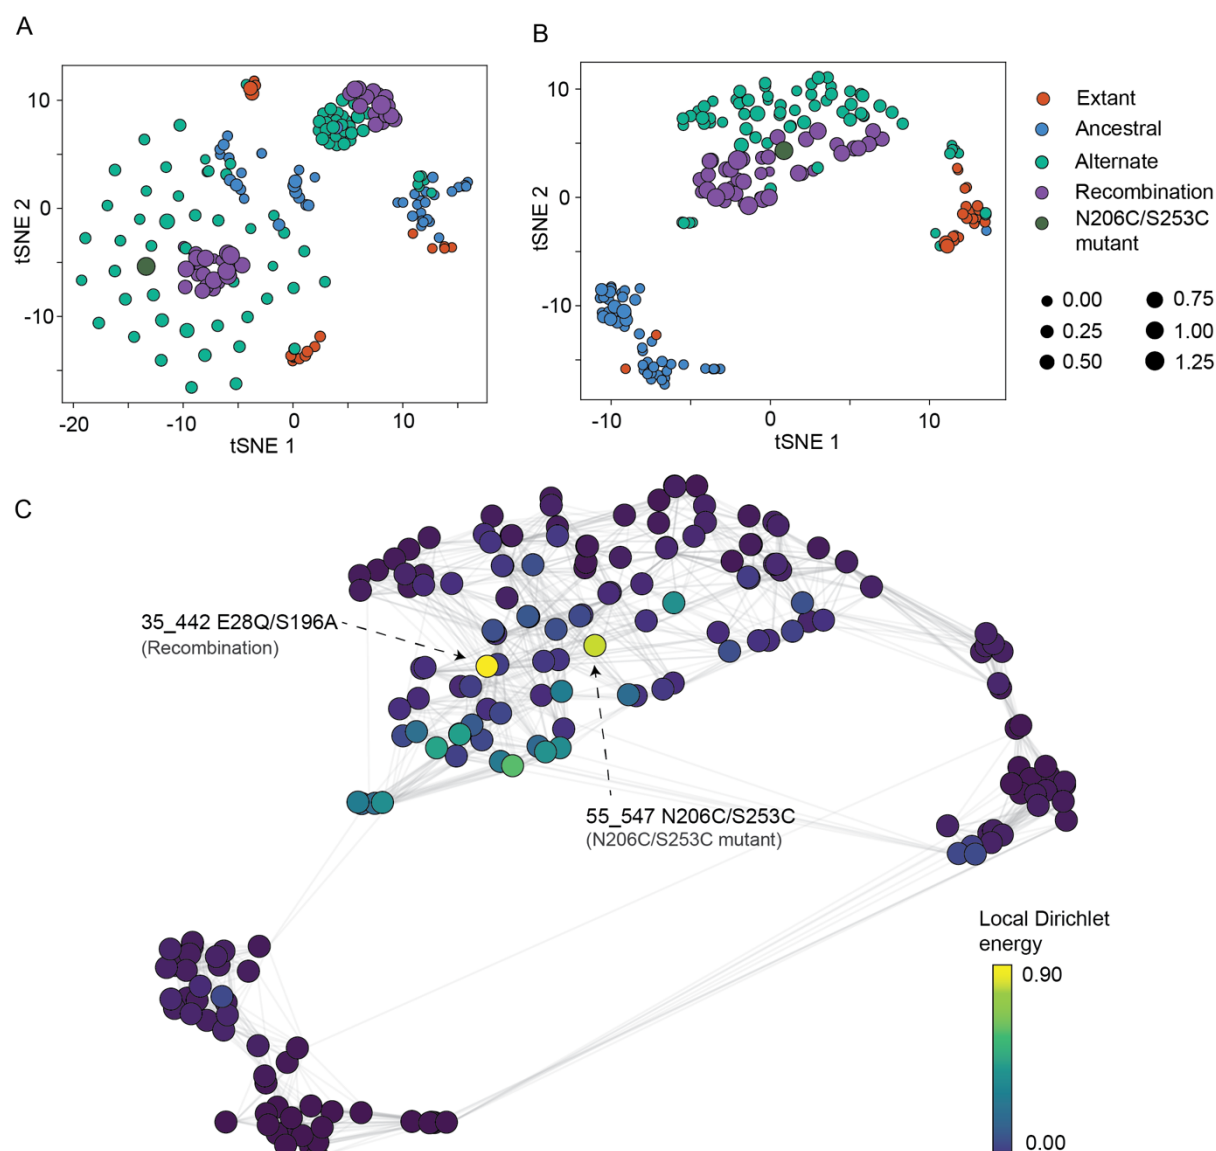 A
10
0
-10
-20
-10
0
10
tSNE 2
tSNE 1
B
10
0
-10
-10
0
10
tSNE 2
tSNE 1
Extant
Ancestral
Alternate
Recombination
N206C/S253C
mutant
0.00
0.75
0.25
1.00
0.50
1.25
C
35_442 E28Q/S196A
(Recombination)
55_547 N206C/S253C
(N206C/S253C mutant)
Local Dirichlet
energy
0.90
0.00